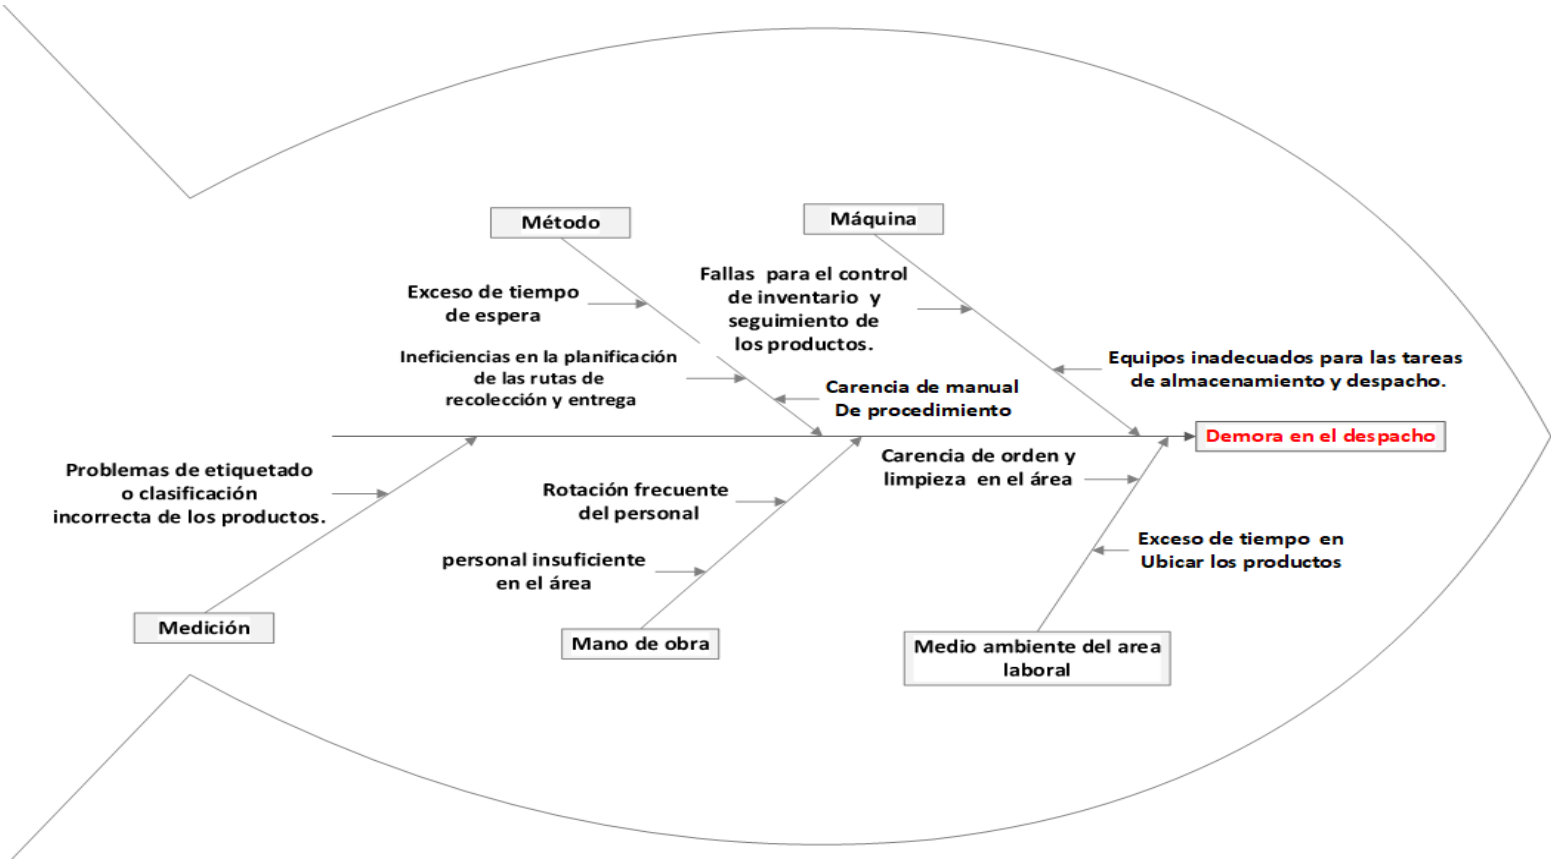 Método
Máquina
Exceso de tiempo
de espera
Fallas para el control
de inventario y
seguimiento de
los productos.
Ineficiencias en la planificación
de las rutas de
recolección y entrega
Carencia de manual
De procedimiento
Equipos inadecuados para las tareas
de almacenamiento y despacho.
Demora en el despacho
Problemas de etiquetado
o clasificación
incorrecta de los productos.
Rotación frecuente
del personal
personal insuficiente
en el área
Carencia de orden y
limpieza en el área
Exceso de tiempo en
Ubicar los productos
Medición
Mano de obra
Medio ambiente del area
laboral